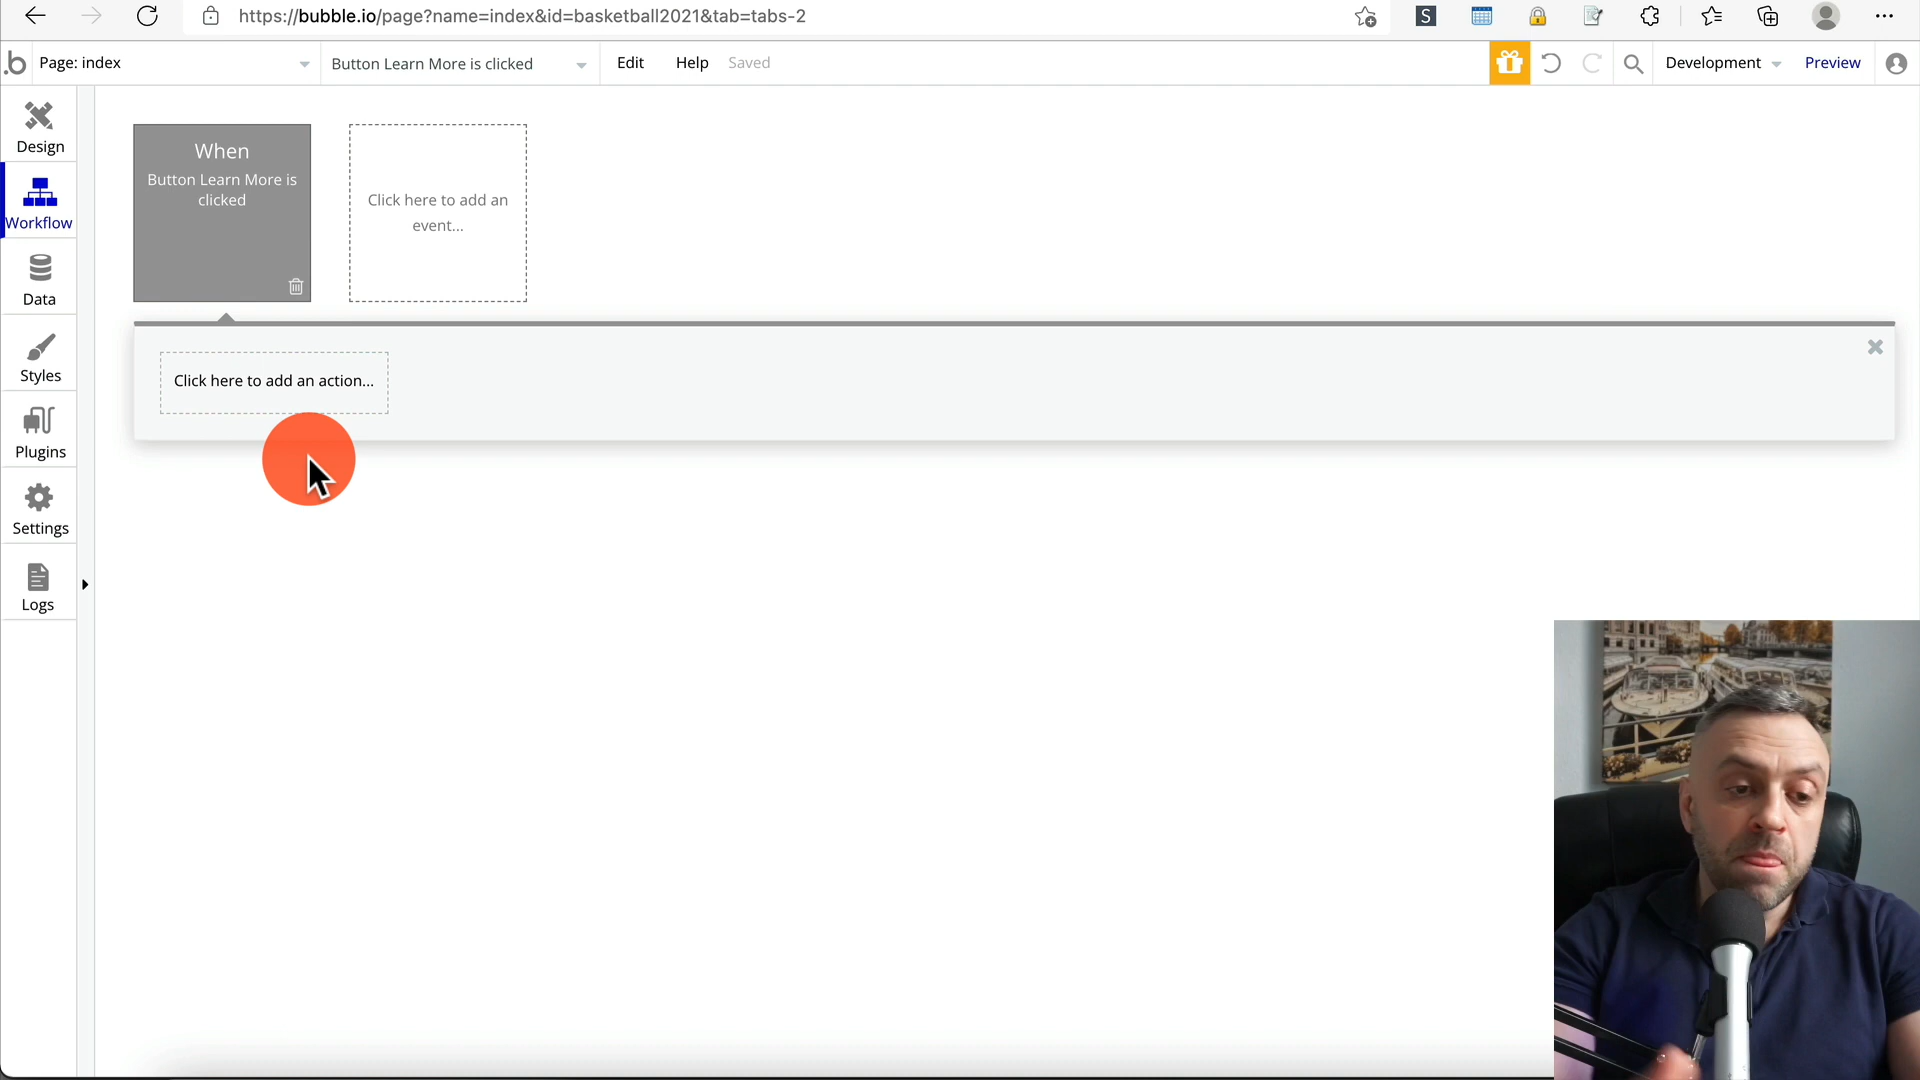 https://bubble.io/page?name=index&id=basketball2021&tab=tabs-2
S
.b
Page: index
Button Learn More is clicked
Edit
Help
Saved
Development
Preview
Design
Workflow
Data
Styles
Plugins
Settings
Logs
When
Button Learn More is
clicked
Click here to add an
event...
Click here to add an action...